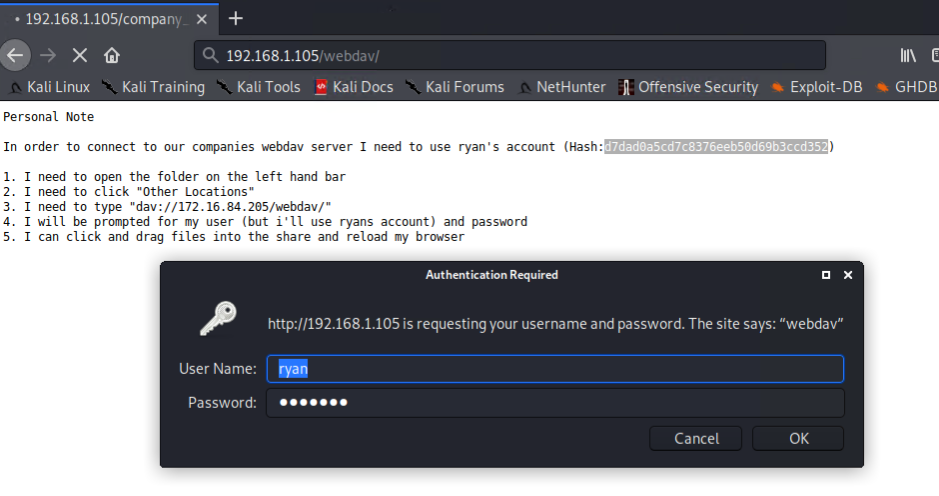 • 192.168.1.105/company_ × +
192.168.1.105/webdav/
Kali Linux Kali Training Kali Tools Kali Docs Kali Forums NetHunter Offensive Security Exploit-DB GHDB
Personal Note
In order to connect to our companies webdav server I need to use ryan's account (Hash:d7dad0a5cd7c8376eeb50d69b3ccd352)
1. I need to open the folder on the left hand bar
2. I need to click "Other Locations"
3. I need to type "dav://172.16.84.205/webdav/"
4. I will be prompted for my user (but i'll use ryans account) and password
5. I can click and drag files into the share and reload my browser
Authentication Required
http://192.168.1.105 is requesting your username and password. The site says: “webdav”
User Name: ryan
Password: •••••••
Cancel OK